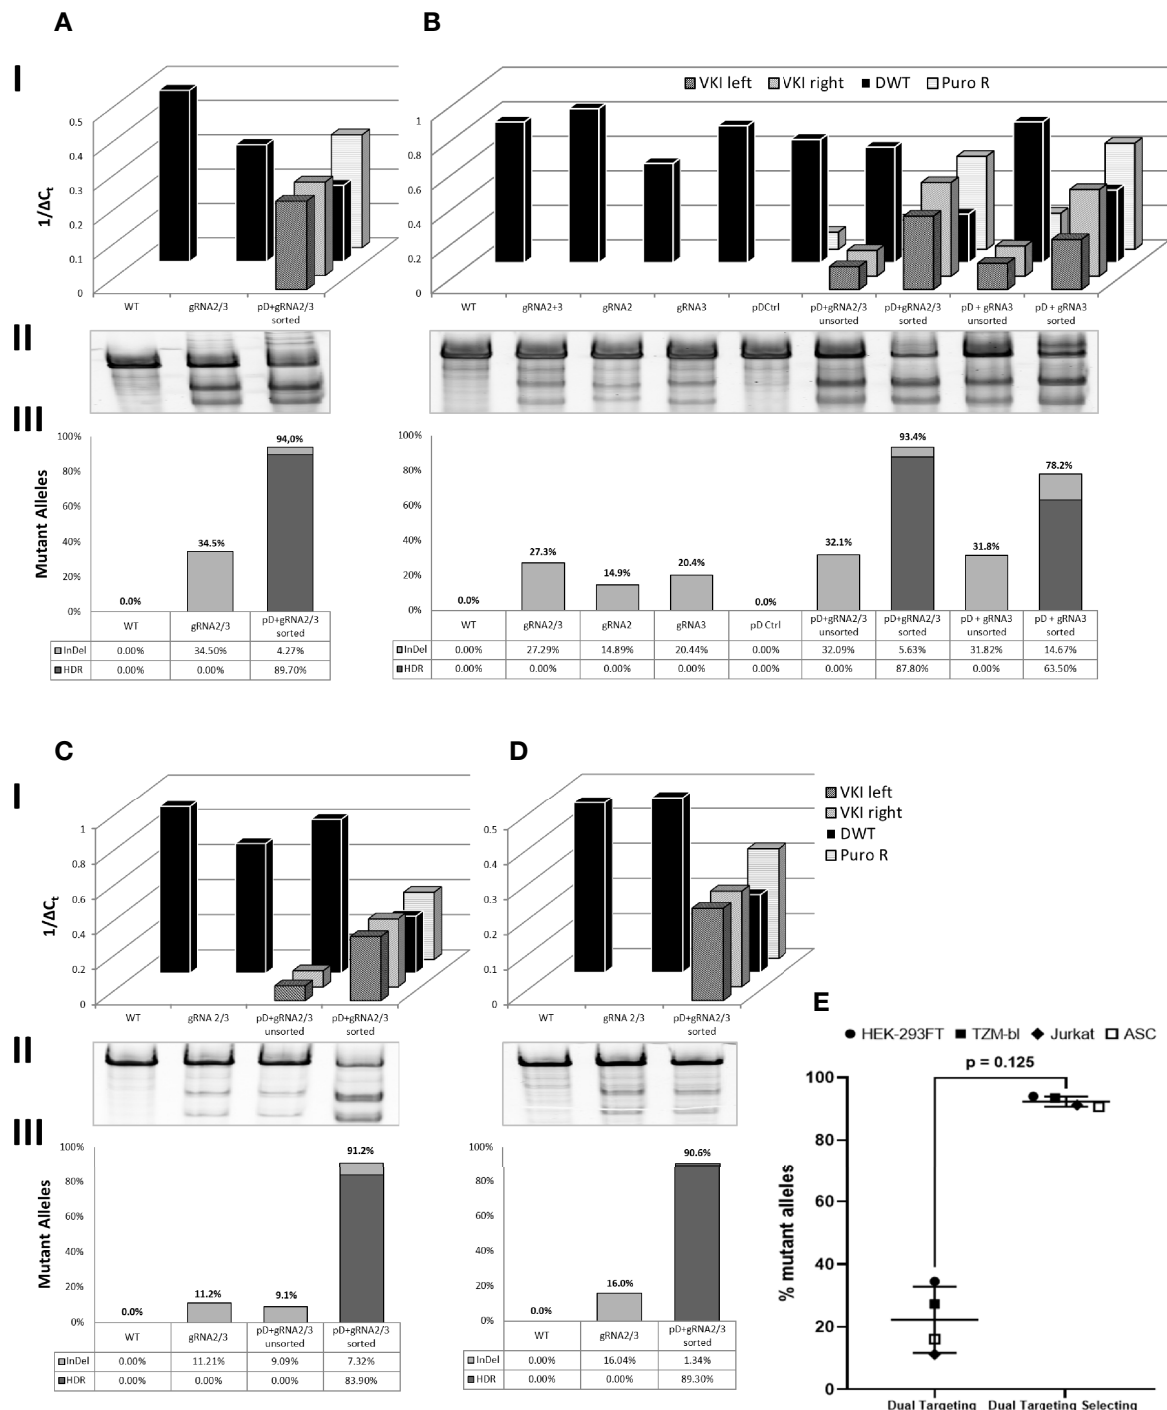 A
B
I
VKI left VKI right DWT Puro R
0.5
0.4
0.3
0.2
0.1
0
1/ΔCt
1
0.8
0.6
0.4
0.2
0
WT gRNA2/3 pD+gRNA2/3 sorted
WT gRNA2+3 gRNA2 gRNA3 pDCtrl pD+gRNA2/3 unsorted pD+gRNA2/3 sorted pD + gRNA3 unsorted pD + gRNA3 sorted
II
III
Mutant Alleles
100%
80%
60%
40%
20%
0%
0.0% 34.5% 94,0%
WT gRNA2/3 pD+gRNA2/3 sorted
InDel 0.00% 34.50% 4.27%
HDR 0.00% 0.00% 89.70%
100%
80%
60%
40%
20%
0%
0.0% 27.3% 14.9% 20.4% 0.0% 32.1% 93.4% 31.8% 78.2%
WT gRNA2/3 gRNA2 gRNA3 pD Ctrl pD+gRNA2/3 unsorted pD+gRNA2/3 sorted pD + gRNA3 unsorted pD + gRNA3 sorted
InDel 0.00% 27.29% 14.89% 20.44% 0.00% 32.09% 5.63% 31.82% 14.67%
HDR 0.00% 0.00% 0.00% 0.00% 0.00% 0.00% 87.80% 0.00% 63.50%
C
D
I
1/ΔCt
1
0.8
0.6
0.4
0.2
0
WT gRNA 2/3 pD+gRNA2/3 unsorted pD+gRNA2/3 sorted
0.5
0.4
0.3
0.2
0.1
0
WT gRNA 2/3 pD+gRNA2/3 sorted
VKI left
VKI right
DWT
Puro R
II
III
Mutant Alleles
100%
80%
60%
40%
20%
0%
0.0% 11.2% 9.1% 91.2%
WT gRNA2/3 pD+gRNA2/3 unsorted pD+gRNA2/3 sorted
InDel 0.00% 11.21% 9.09% 7.32%
HDR 0.00% 0.00% 0.00% 83.90%
100%
80%
60%
40%
20%
0%
0.0% 16.0% 90.6%
WT gRNA2/3 pD+gRNA2/3 sorted
InDel 0.00% 16.04% 1.34%
HDR 0.00% 0.00% 89.30%
E
HEK-293FT TZM-bl Jurkat ASC
p = 0.125
% mutant alleles
100
80
60
40
20
0
Dual Targeting Dual Targeting Selecting